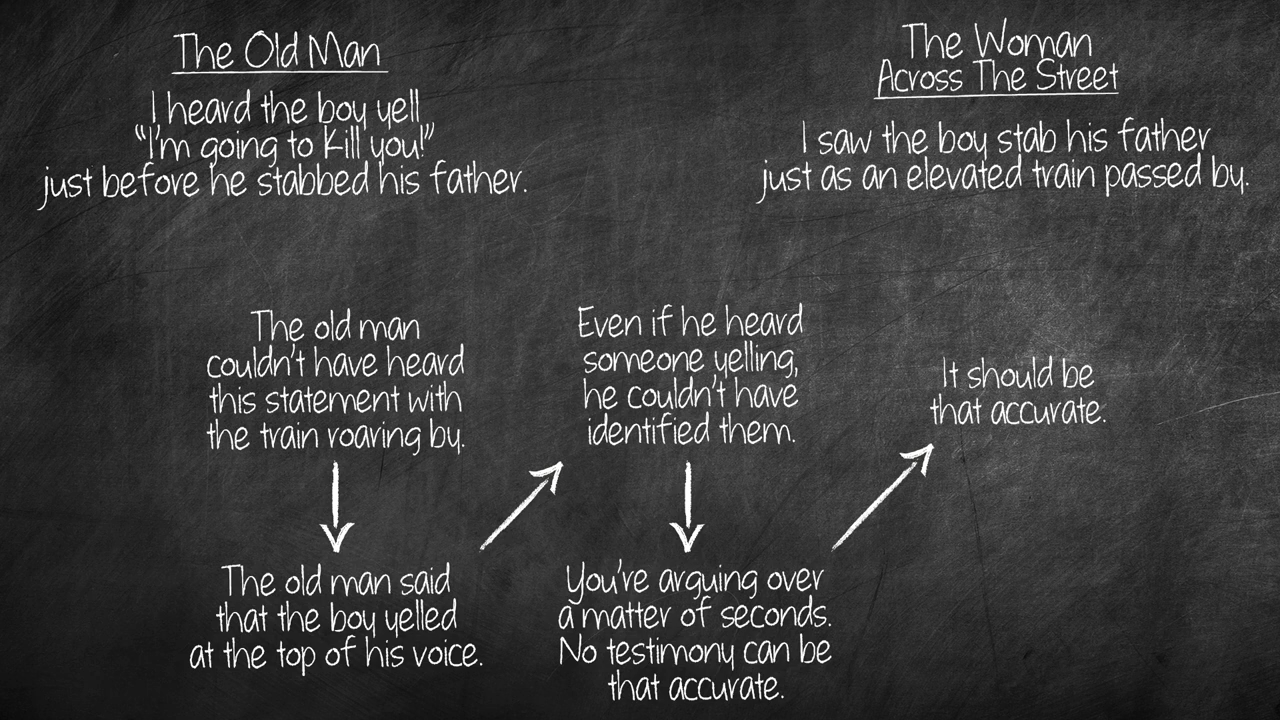 The Old Man
I heard the boy yell
“I'm going to Kill you!”
just before he stabbed his father.
The Woman
Across The Street
I saw the boy stab his father
just as an elevated train passed by.
The old man
couldn't have heard
this statement with
the train roaring by.
The old man said
that the boy yelled
at the top of his voice.
Even if he heard
someone yelling,
he couldn't have
identified them.
You're arguing over
a matter of seconds.
No testimony can be
that accurate.
It should be
that accurate.